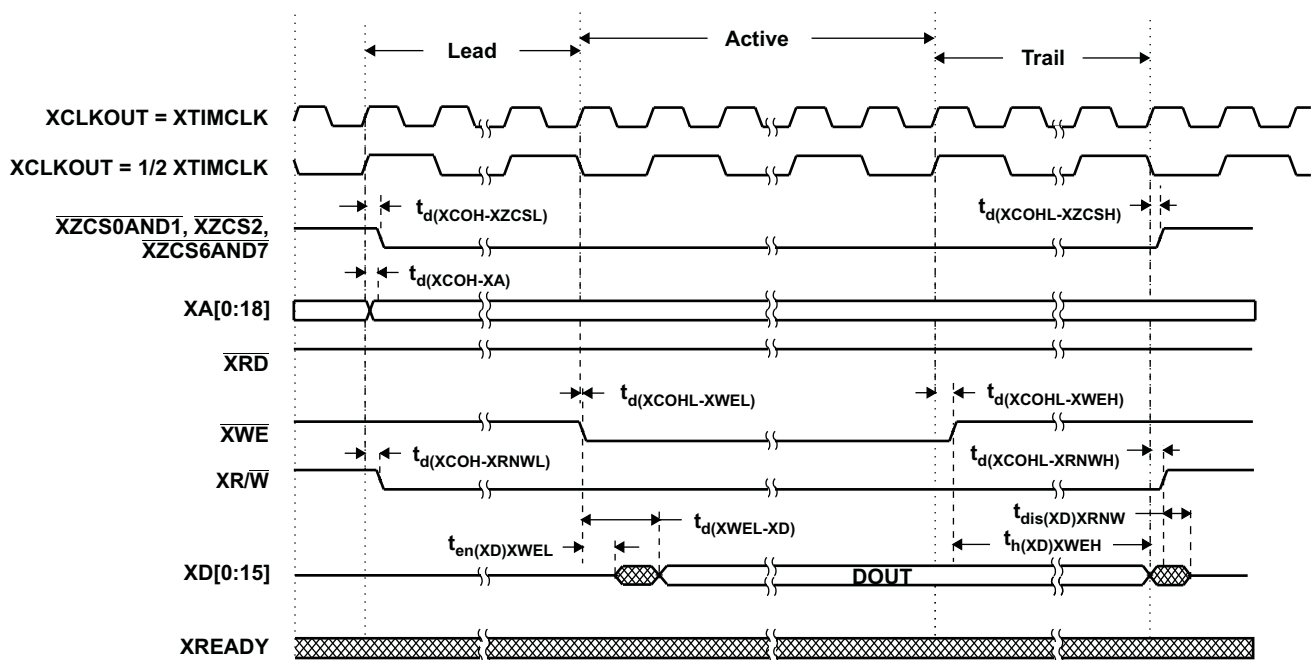 Lead
Active
Trail
XCLKOUT = XTIMCLK
XCLKOUT = 1/2 XTIMCLK
td(XCOH-XZCSL)
td(XCOHL-XZCSH)
XZCS0AND1, XZCS2,
XZCS6AND7
td(XCOH-XA)
XA[0:18]
XRD
td(XCOHL-XWEL)
td(XCOHL-XWEH)
XWE
td(XCOH-XRNWL)
td(XCOHL-XRNWH)
XR/W
td(XWEL-XD)
tdis(XD)XRNW
ten(XD)XWEL
th(XD)XWEH
XD[0:15]
DOUT
XREADY